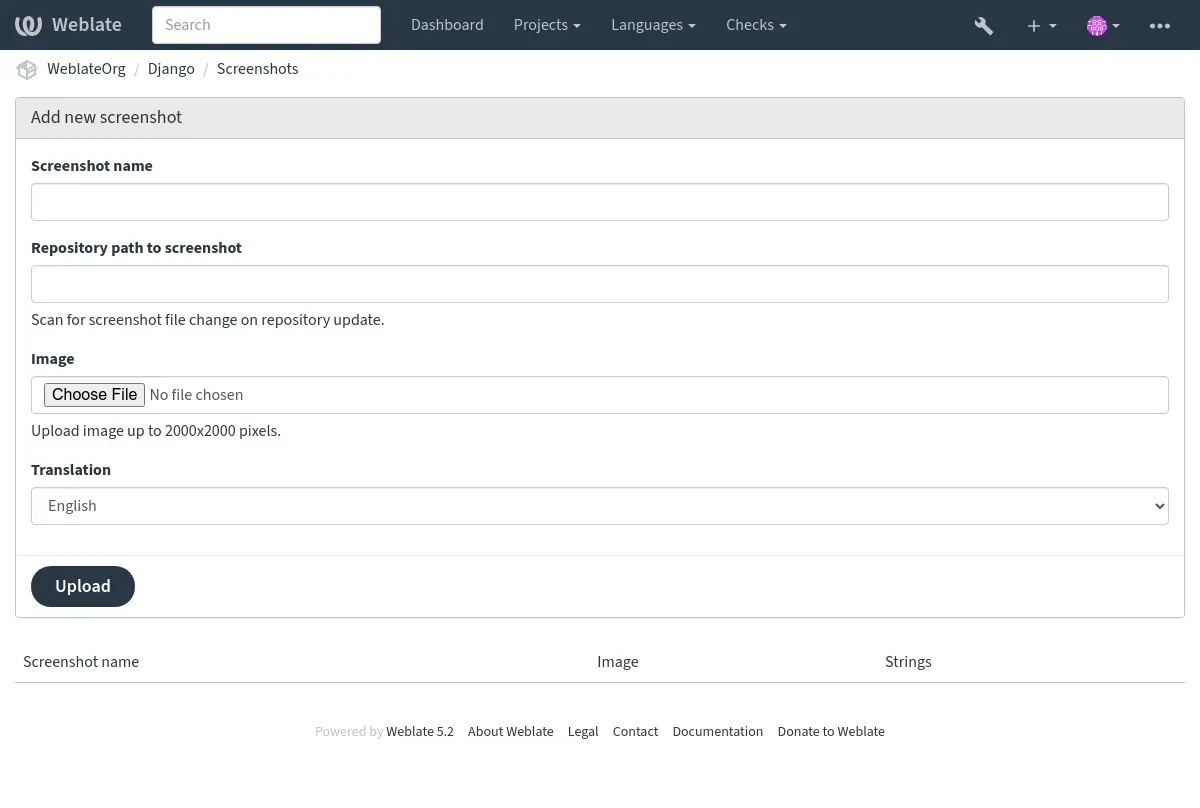 Weblate Search Dashboard Projects Languages Checks
WeblateOrg / Django / Screenshots
Add new screenshot
Screenshot name
Repository path to screenshot
Scan for screenshot file change on repository update.
Image
Choose File No file chosen
Upload image up to 2000x2000 pixels.
Translation
English
Upload
Screenshot name Image Strings
Powered by Weblate 5.2 About Weblate Legal Contact Documentation Donate to Weblate